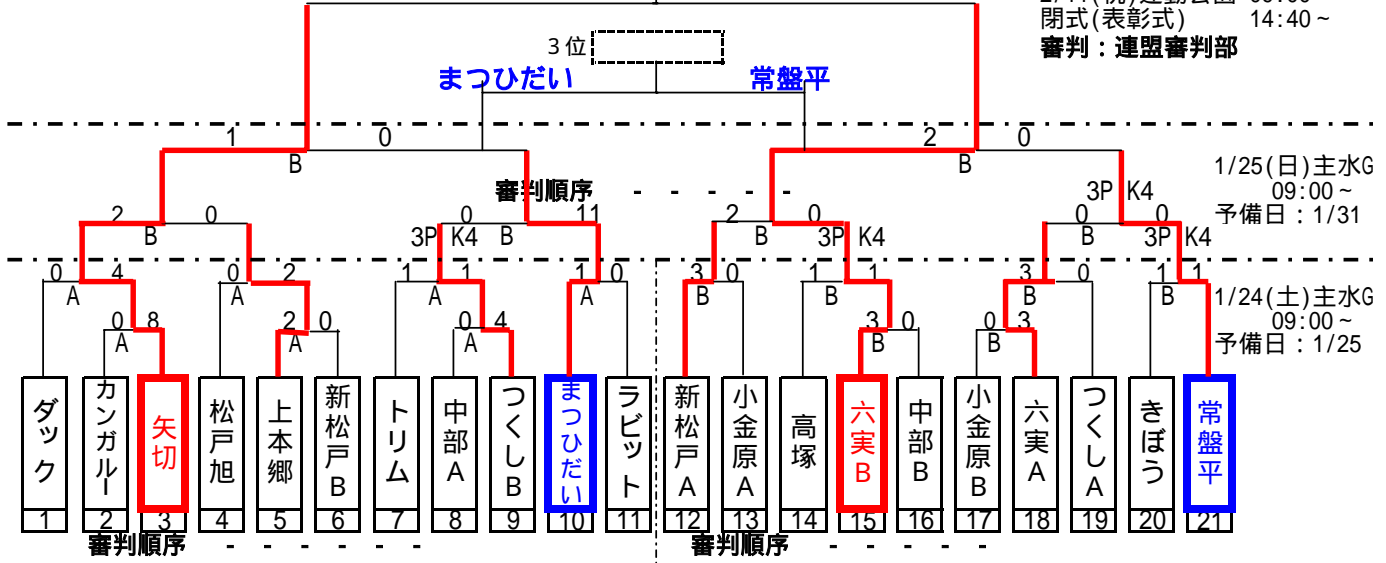 閉式(表彰式) 14:40~
審判：連盟審判部
3位
まつひだい 常盤平
1 0 2 0
B B
1/25(日)主水G
審判順序 - - - - -
3P K4
09:00~
2 0 0 11 2 0 0 0
予備日：1/31
B 3P K4 B B 3P K4 B 3P K4
0 4 0 2 1 1 1 0 3 0 1 1 3 0 1 1
A A A A B B B B
1/24(土)主水G
0 8 2 0 0 4 3 0 0 3
09:00~
A A A B B
予備日：1/25
ダック
カンガルー
矢切
松戸旭
上本郷
新松戸B
トリム
中部A
つくしB
まつひだい
ラビット
新松戸A
小金原A
高塚
六実B
中部B
小金原B
六実A
つくしA
きぼう
常盤平
1 2 3 4 5 6 7 8 9 10 11 12 13 14 15 16 17 18 19 20 21
審判順序 - - - - - 審判順序 - - - - -